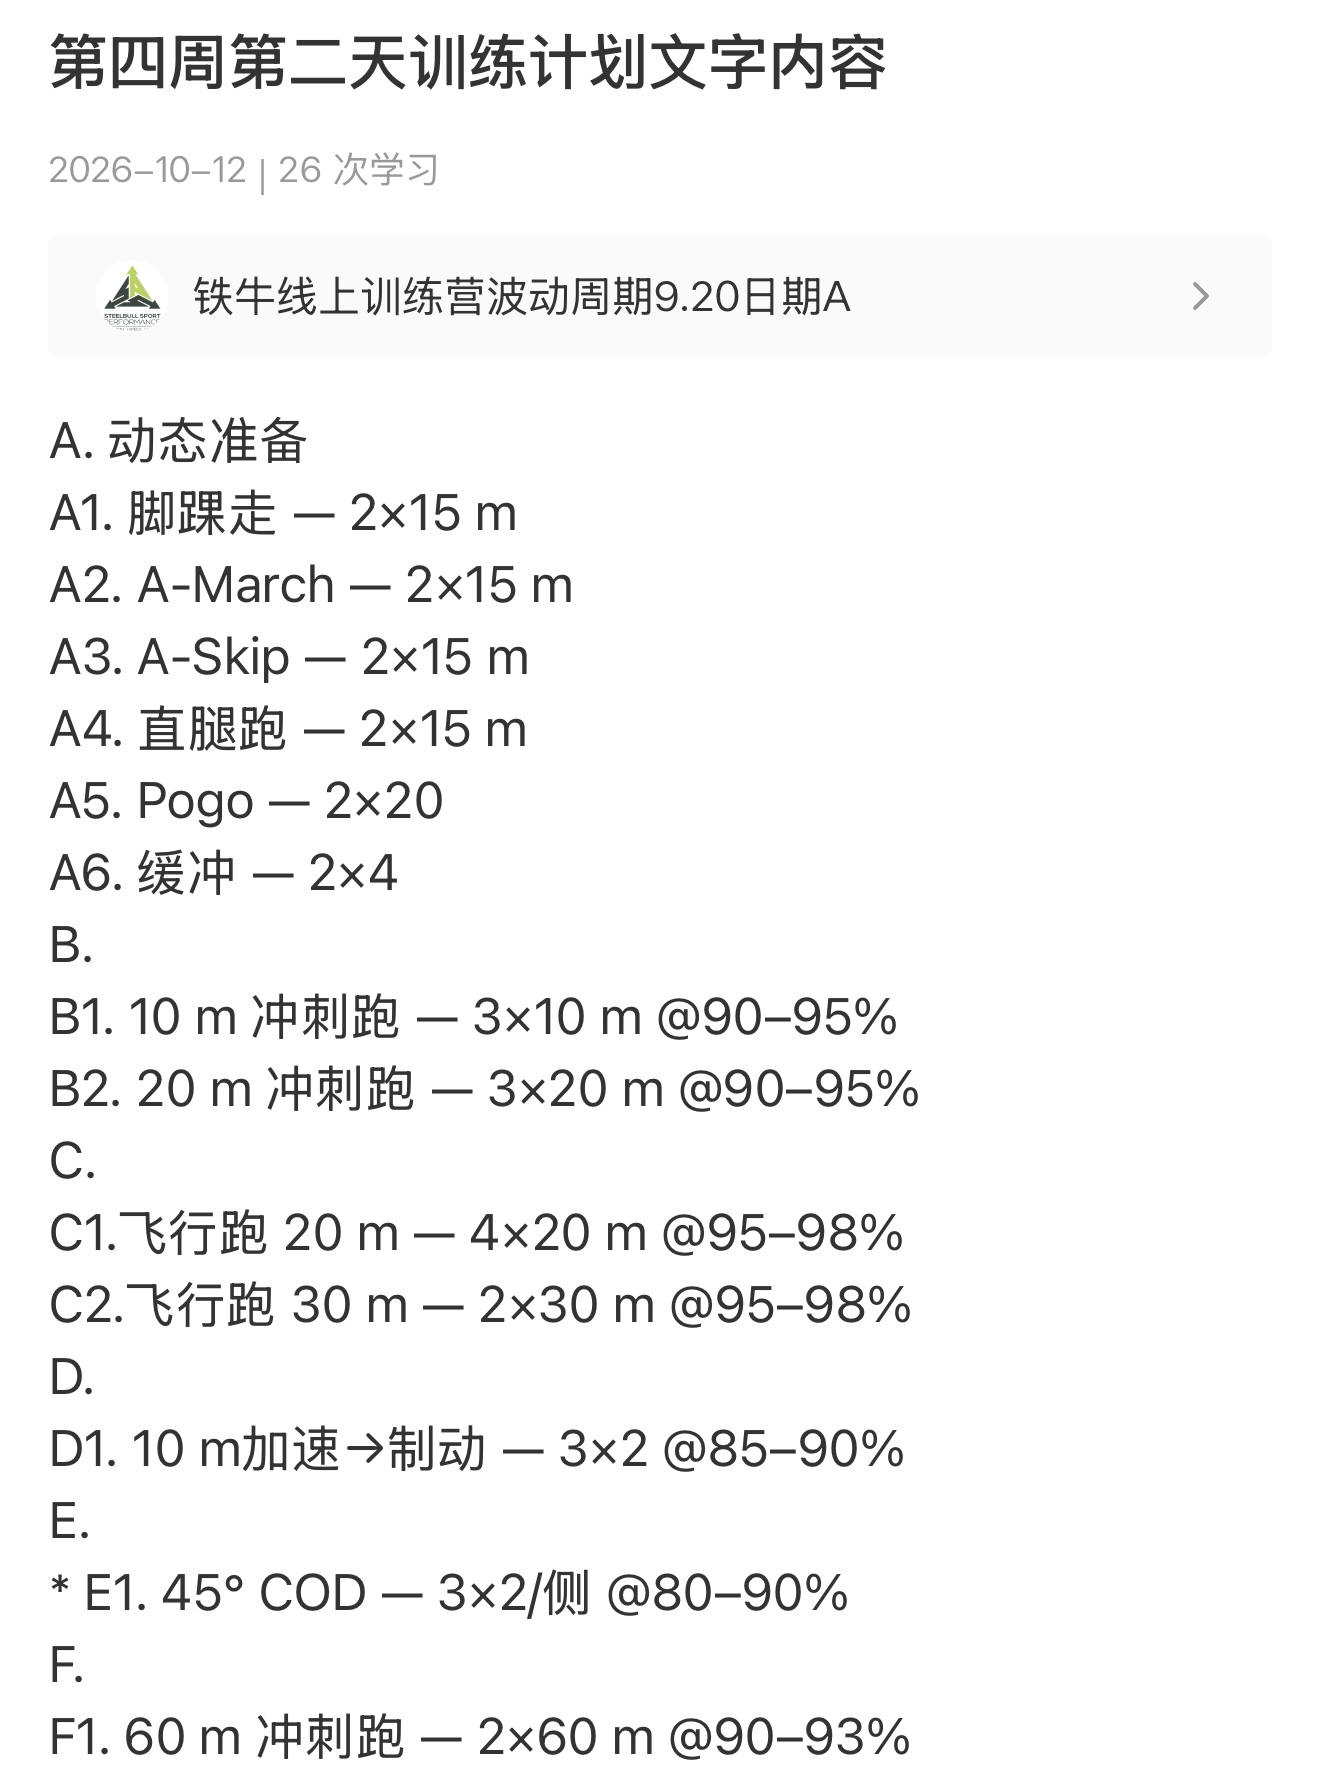 第四周第二天训练计划文字内容
2026-10-12 | 26 次学习
STEELBULL SPORT
PERFORMANCE
铁牛线上训练营波动周期9.20日期A
A. 动态准备
A1. 脚踝走 — 2×15 m
A2. A-March — 2×15 m
A3. A-Skip — 2×15 m
A4. 直腿跑 — 2×15 m
A5. Pogo — 2×20
A6. 缓冲 — 2×4
B.
B1. 10 m 冲刺跑 — 3×10 m @90–95%
B2. 20 m 冲刺跑 — 3×20 m @90–95%
C.
C1.飞行跑 20 m — 4×20 m @95–98%
C2.飞行跑 30 m — 2×30 m @95–98%
D.
D1. 10 m加速→制动 — 3×2 @85–90%
E.
* E1. 45° COD — 3×2/侧 @80–90%
F.
F1. 60 m 冲刺跑 — 2×60 m @90–93%